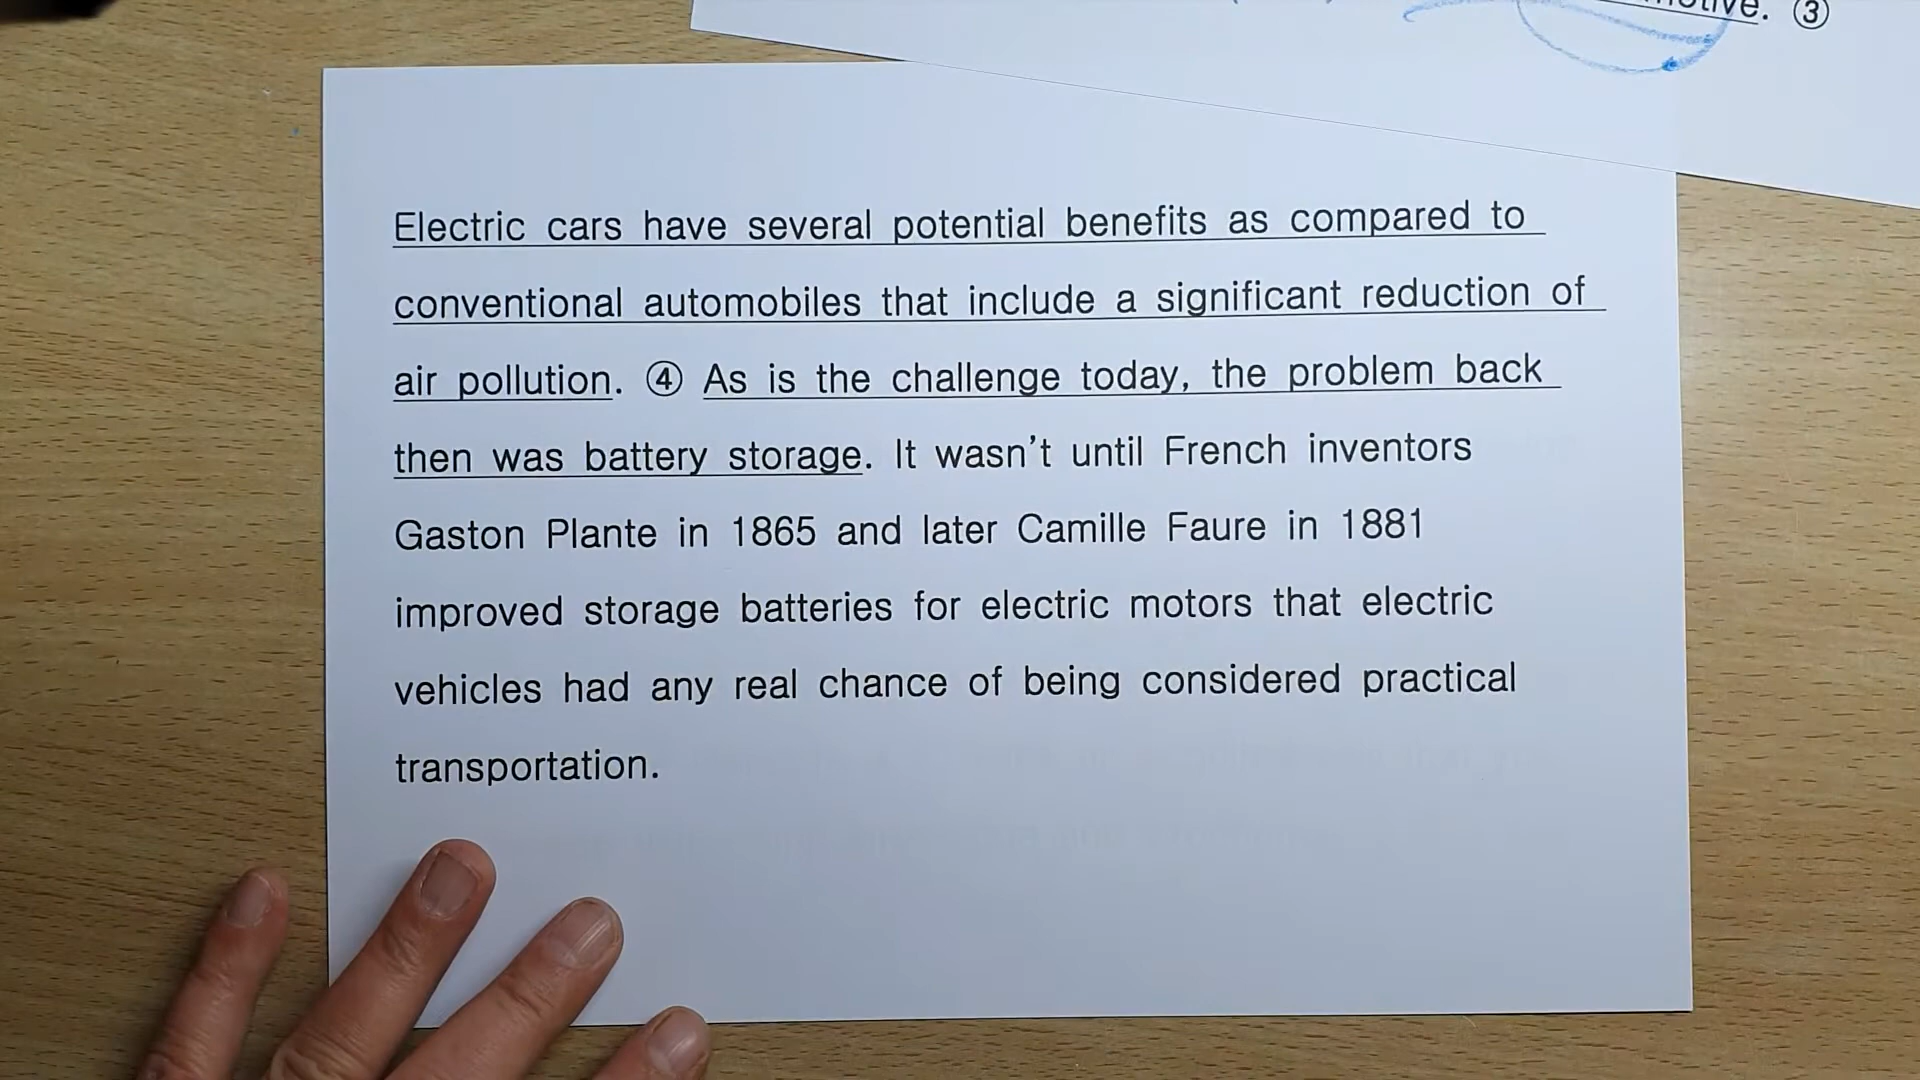 ③
Electric cars have several potential benefits as compared to
conventional automobiles that include a significant reduction of
air pollution. ④ As is the challenge today, the problem back
then was battery storage. It wasn't until French inventors
Gaston Plante in 1865 and later Camille Faure in 1881
improved storage batteries for electric motors that electric
vehicles had any real chance of being considered practical
transportation.